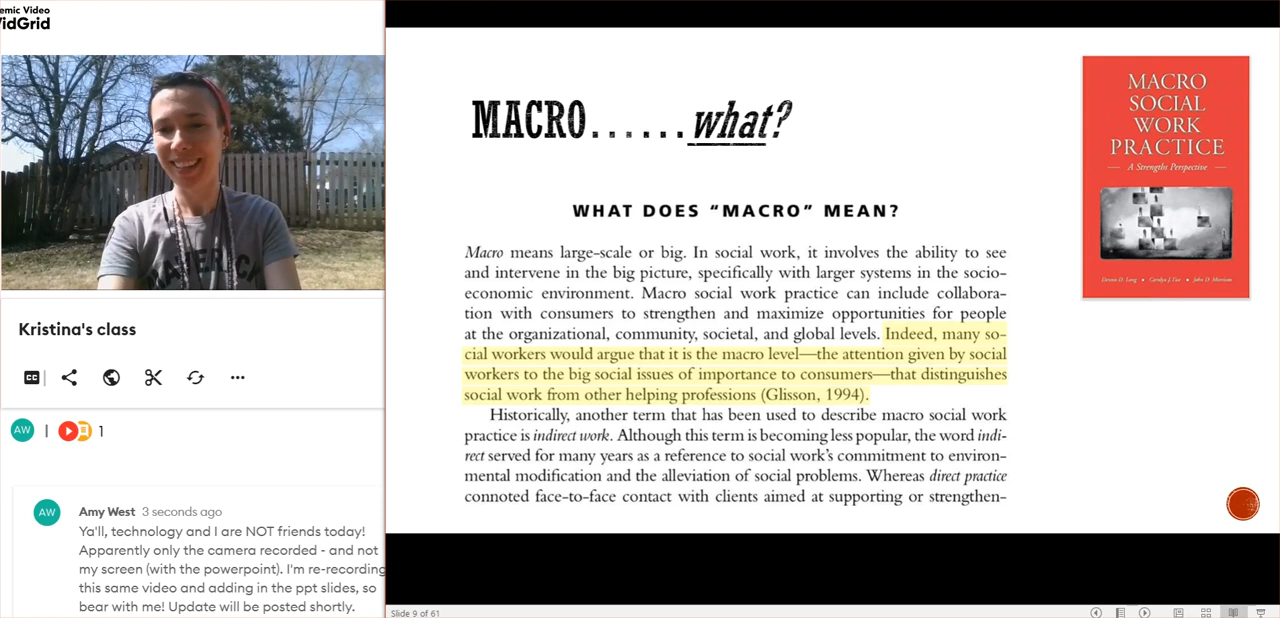 emic Video
VidGrid
Kristina's class
CC
AW
1
AW
Amy West 3 seconds ago
Ya'll, technology and I are NOT friends today!
Apparently only the camera recorded - and not
my screen (with the powerpoint). I'm re-recording
this same video and adding in the ppt slides, so
bear with me! Update will be posted shortly.
MACRO......what?
WHAT DOES “MACRO” MEAN?
Macro means large-scale or big. In social work, it involves the ability to see
and intervene in the big picture, specifically with larger systems in the socio-
economic environment. Macro social work practice can include collabora-
tion with consumers to strengthen and maximize opportunities for people
at the organizational, community, societal, and global levels. Indeed, many so-
cial workers would argue that it is the macro level—the attention given by social
workers to the big social issues of importance to consumers—that distinguishes
social work from other helping professions (Glisson, 1994).
Historically, another term that has been used to describe macro social work
practice is indirect work. Although this term is becoming less popular, the word indi-
rect served for many years as a reference to social work’s commitment to environ-
mental modification and the alleviation of social problems. Whereas direct practice
connoted face-to-face contact with clients aimed at supporting or strengthen-
MACRO
SOCIAL
WORK
PRACTICE
A Strengths Perspective
Dennis D. Long • Carolyn J. Tice • John D. Morrison
Slide 9 of 61